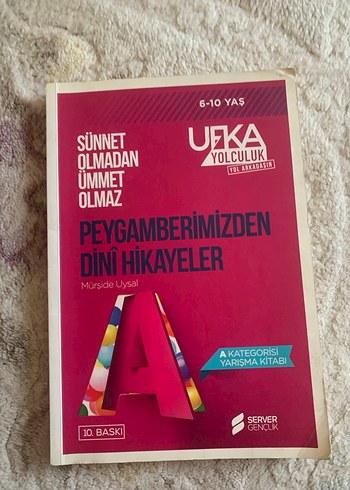 6-10 YAŞ
SÜNNET
OLMADAN
ÜMMET
OLMAZ
UFKA
YOLCULUK
YOL ARKADAŞIN
PEYGAMBERİMİZDEN
DİNÎ HİKAYELER
Mürşide Uysal
A
A KATEGORİSİ
YARIŞMA KİTABI
10. BASKI
SERVER
GENÇLİK